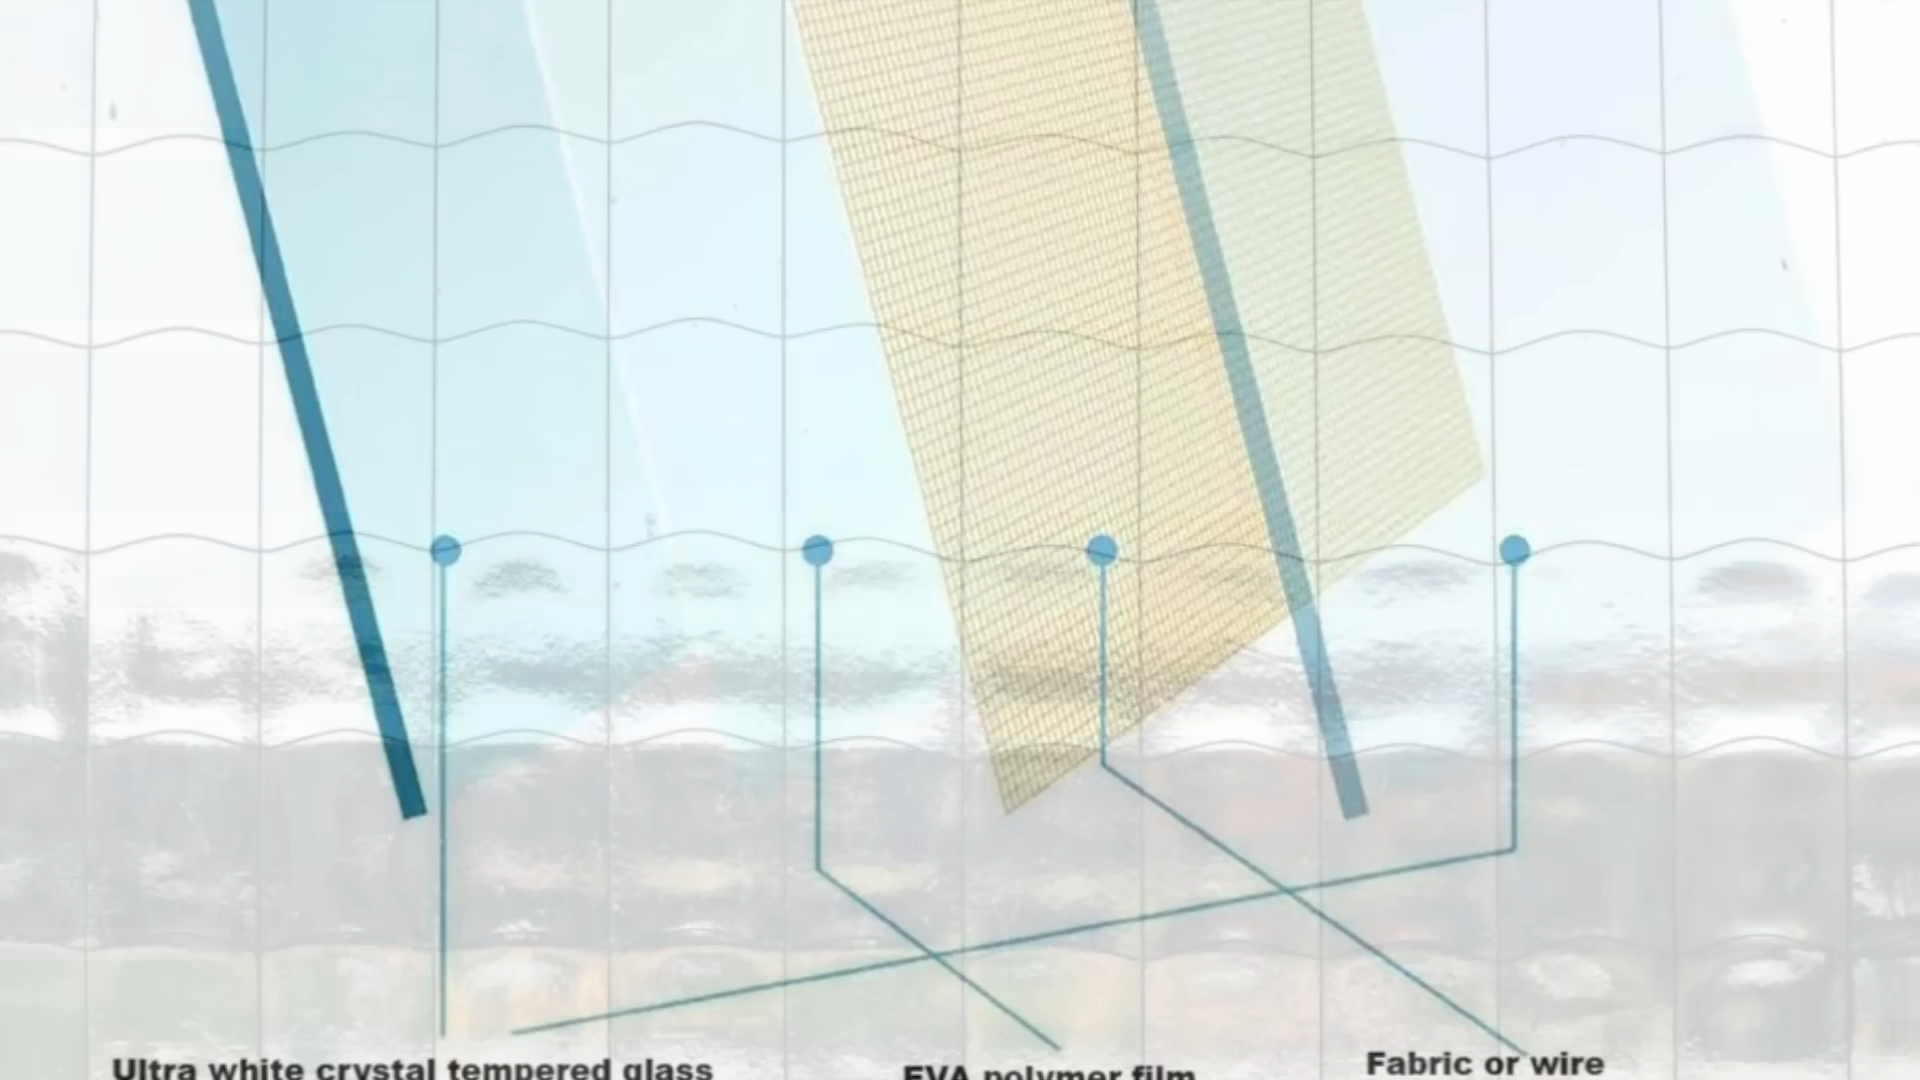 Ultra white crystal tempered glass
EVA polymer film
Fabric or wire